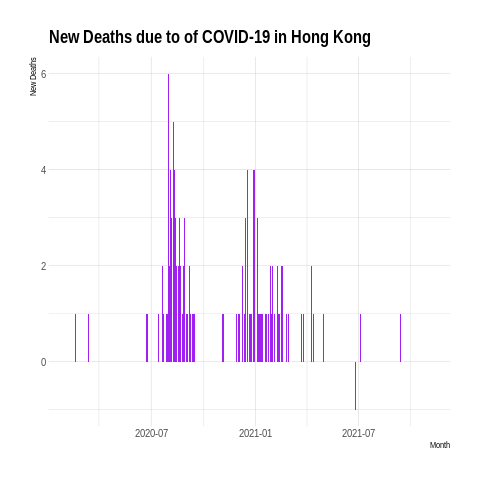 New Deaths due to of COVID-19 in Hong Kong
New Deaths
6
4
2
0
2020-07 2021-01 2021-07
Month